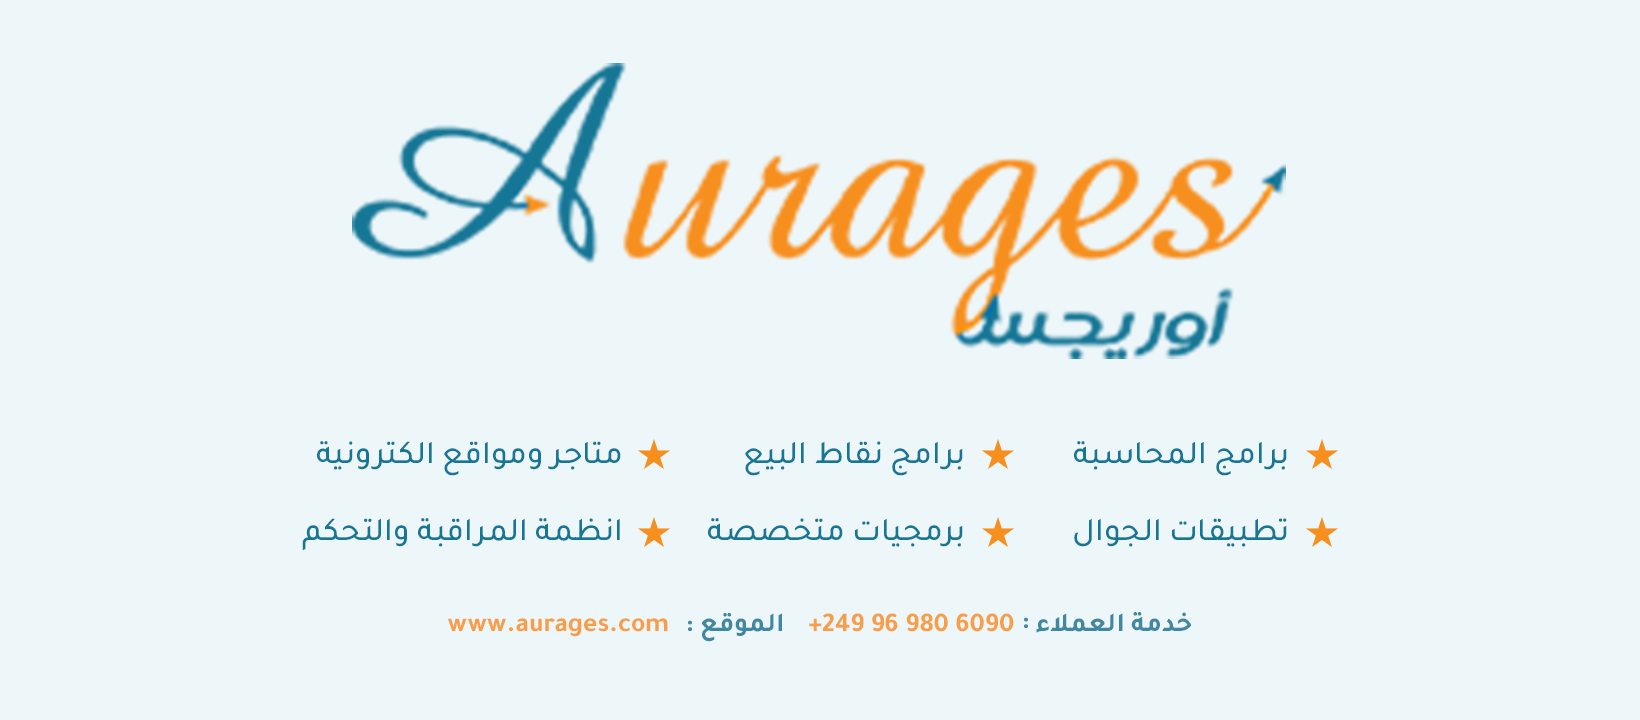 Aurages
أوريجس
برامج المحاسبة برامج نقاط البيع متاجر ومواقع الكترونية
تطبيقات الجوال برمجيات متخصصة انظمة المراقبة والتحكم
خدمة العملاء : +249 96 980 6090 الموقع : www.aurages.com